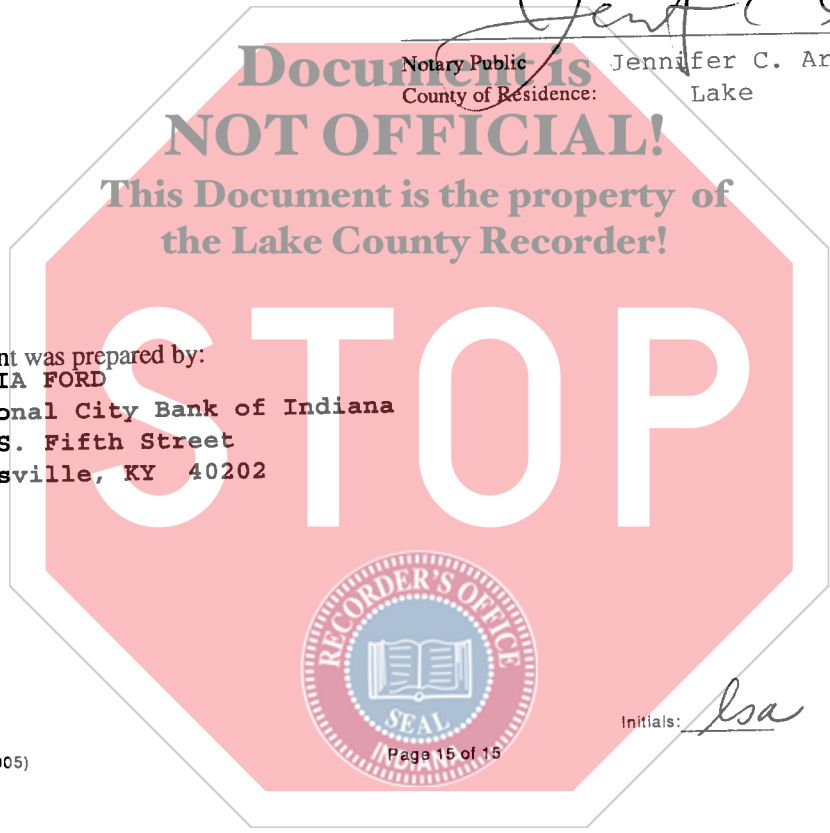 Document is
Notary Public Jennifer C. Ar
County of Residence: Lake
NOT OFFICIAL!
This Document is the property of
the Lake County Recorder!
STOP
nt was prepared by:
IA FORD
onal City Bank of Indiana
S. Fifth Street
sville, KY 40202
RECORDER'S OFFICE
SEAL
INDIANA
Initials: lsa
Page 15 of 15
005)